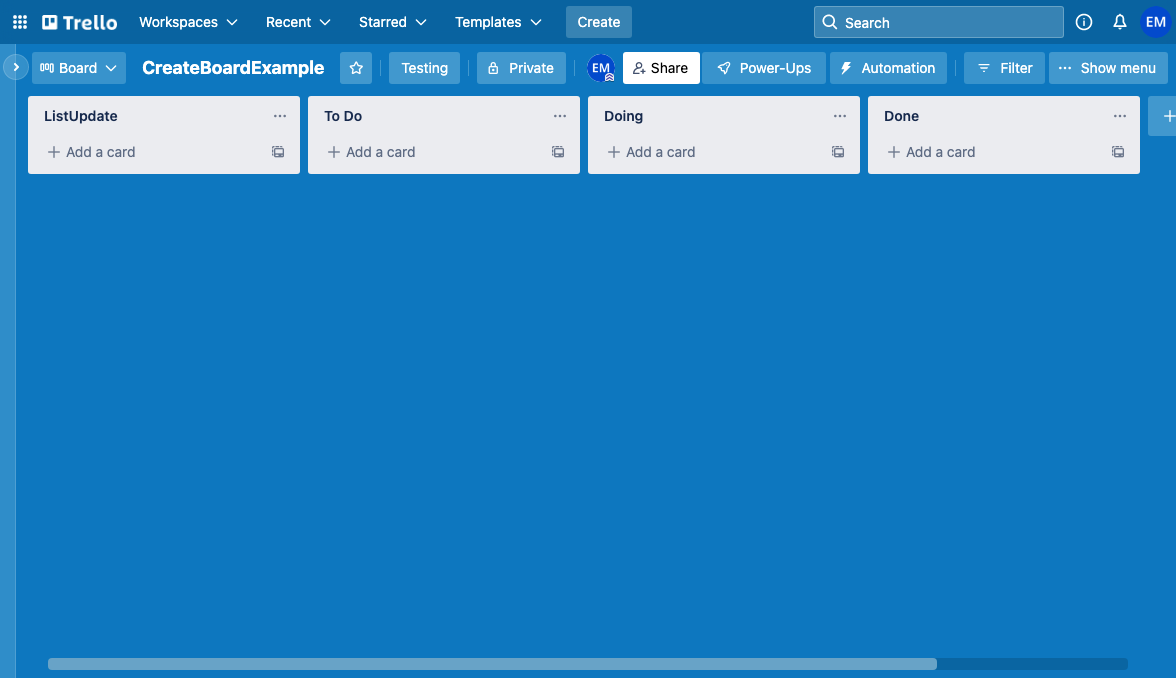 Trello Workspaces Recent Starred Templates Create Search EM
Board CreateBoardExample Testing Private EM Share Power-Ups Automation Filter Show menu
ListUpdate To Do Doing Done
Add a card Add a card Add a card Add a card